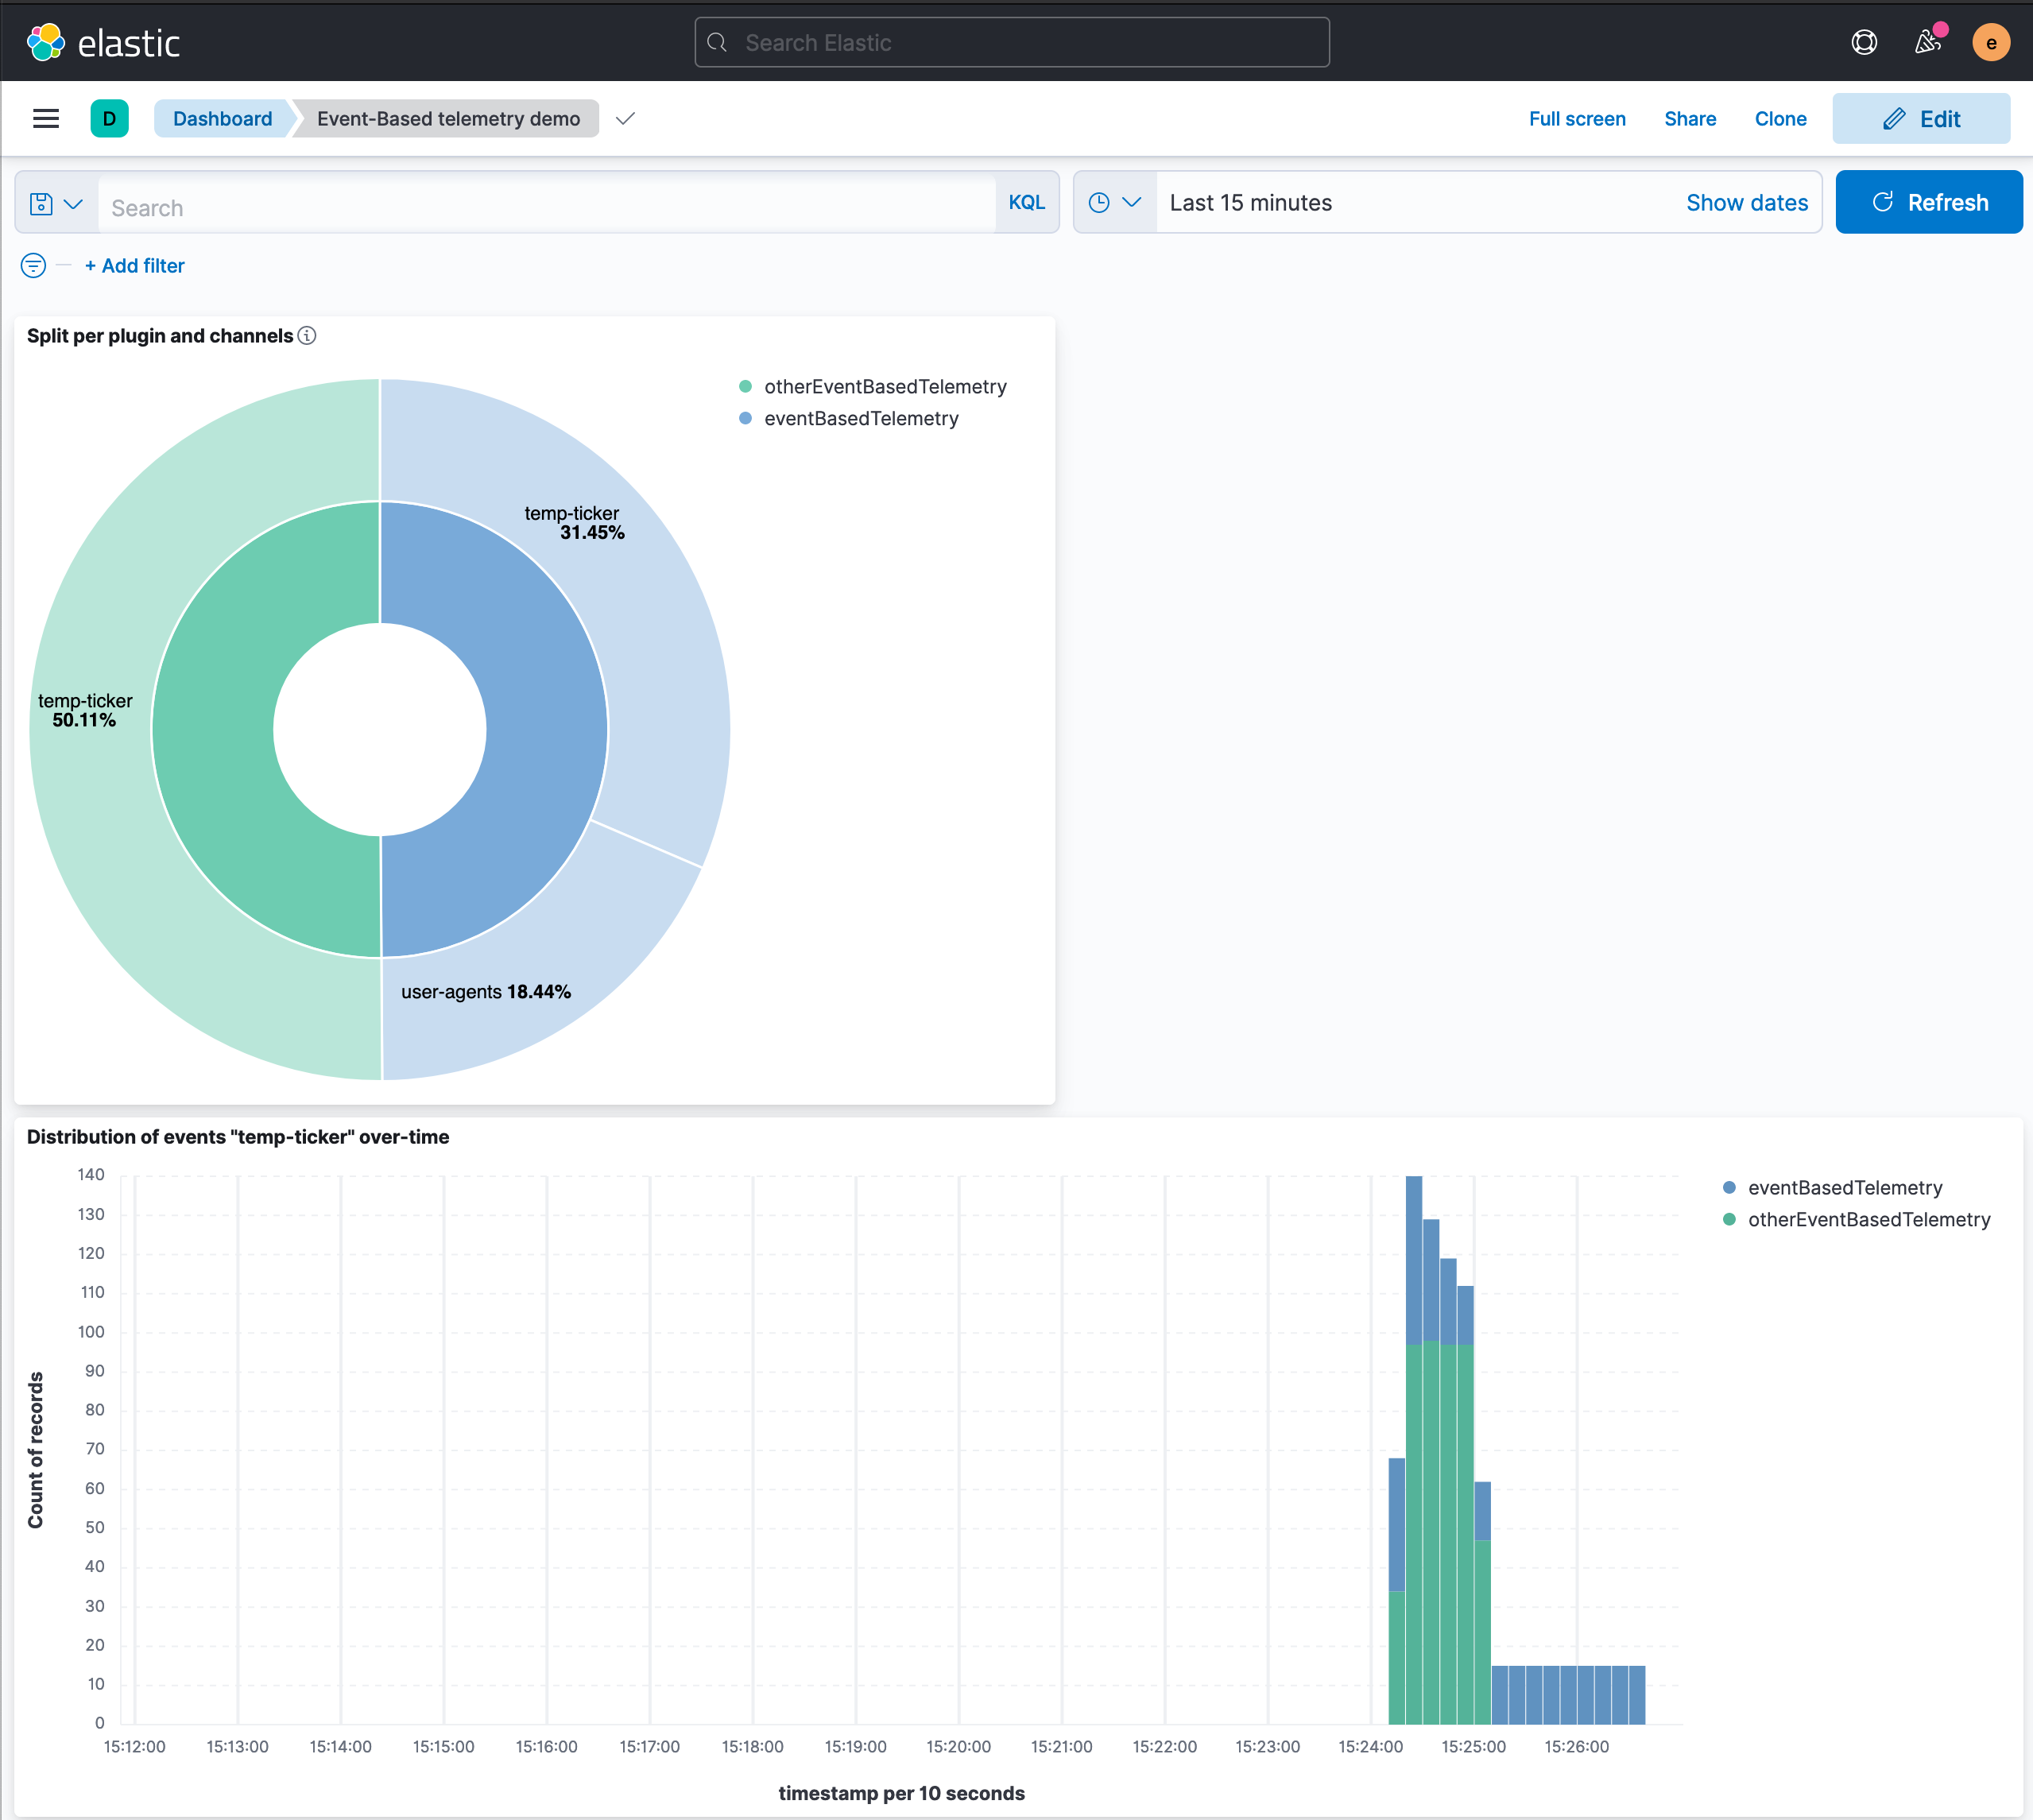 elastic
Search Elastic
e
D
Dashboard
Event-Based telemetry demo
Full screen
Share
Clone
Edit
Search
KQL
Last 15 minutes
Show dates
Refresh
+ Add filter
Split per plugin and channels
otherEventBasedTelemetry
eventBasedTelemetry
temp-ticker
31.45%
temp-ticker
50.11%
user-agents 18.44%
Distribution of events "temp-ticker" over-time
140
130
120
110
100
90
80
70
60
50
40
30
20
10
0
Count of records
eventBasedTelemetry
otherEventBasedTelemetry
15:12:00
15:13:00
15:14:00
15:15:00
15:16:00
15:17:00
15:18:00
15:19:00
15:20:00
15:21:00
15:22:00
15:23:00
15:24:00
15:25:00
15:26:00
timestamp per 10 seconds